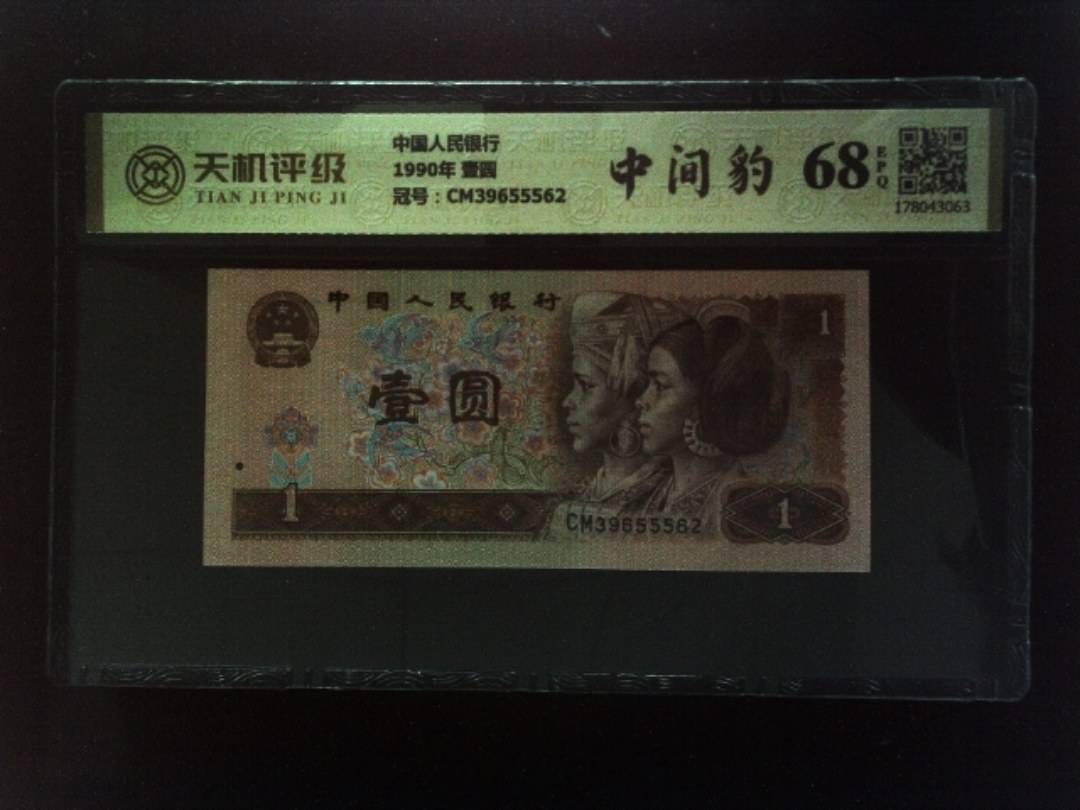 天机评级
TIAN JI PING JI
中国人民银行
1990年 壹圆
冠号：CM39655562
中间豹
68
EPQ
178043063
中国人民银行
1
壹圆
1
CM39655562
1